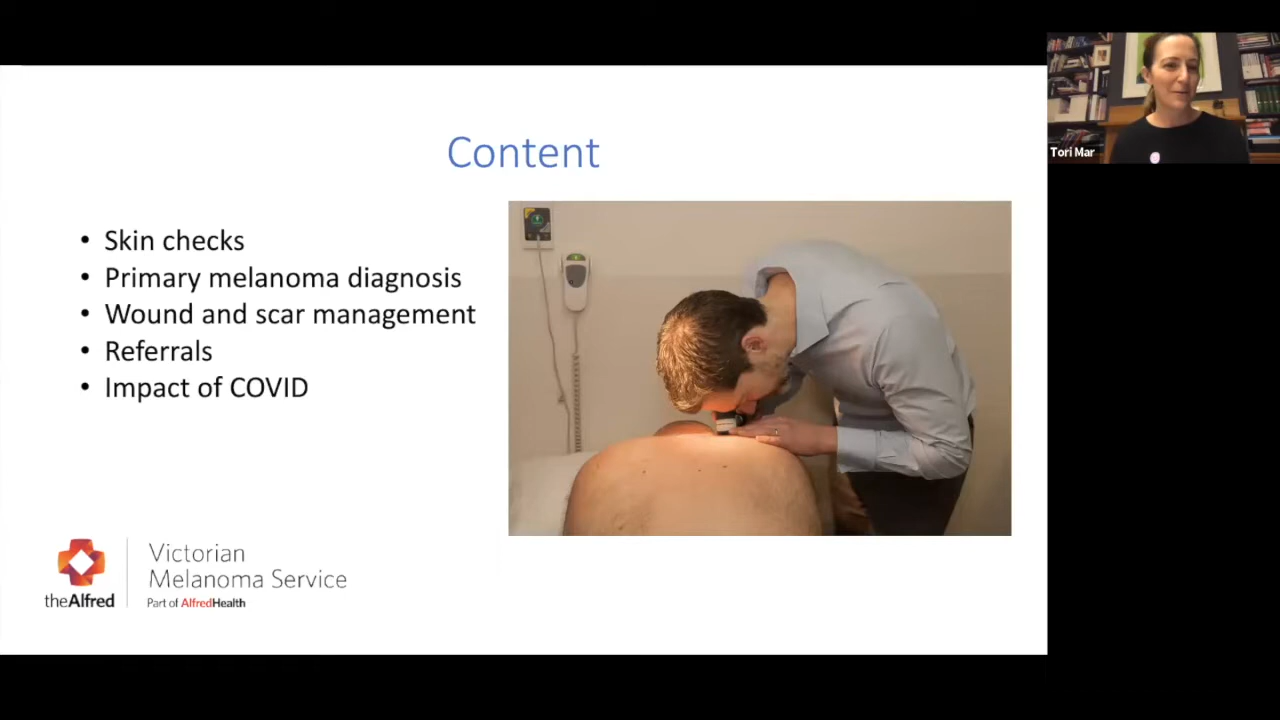 Content
• Skin checks
• Primary melanoma diagnosis
• Wound and scar management
• Referrals
• Impact of COVID
theAlfred
Victorian
Melanoma Service
Part of AlfredHealth
Tori Mar